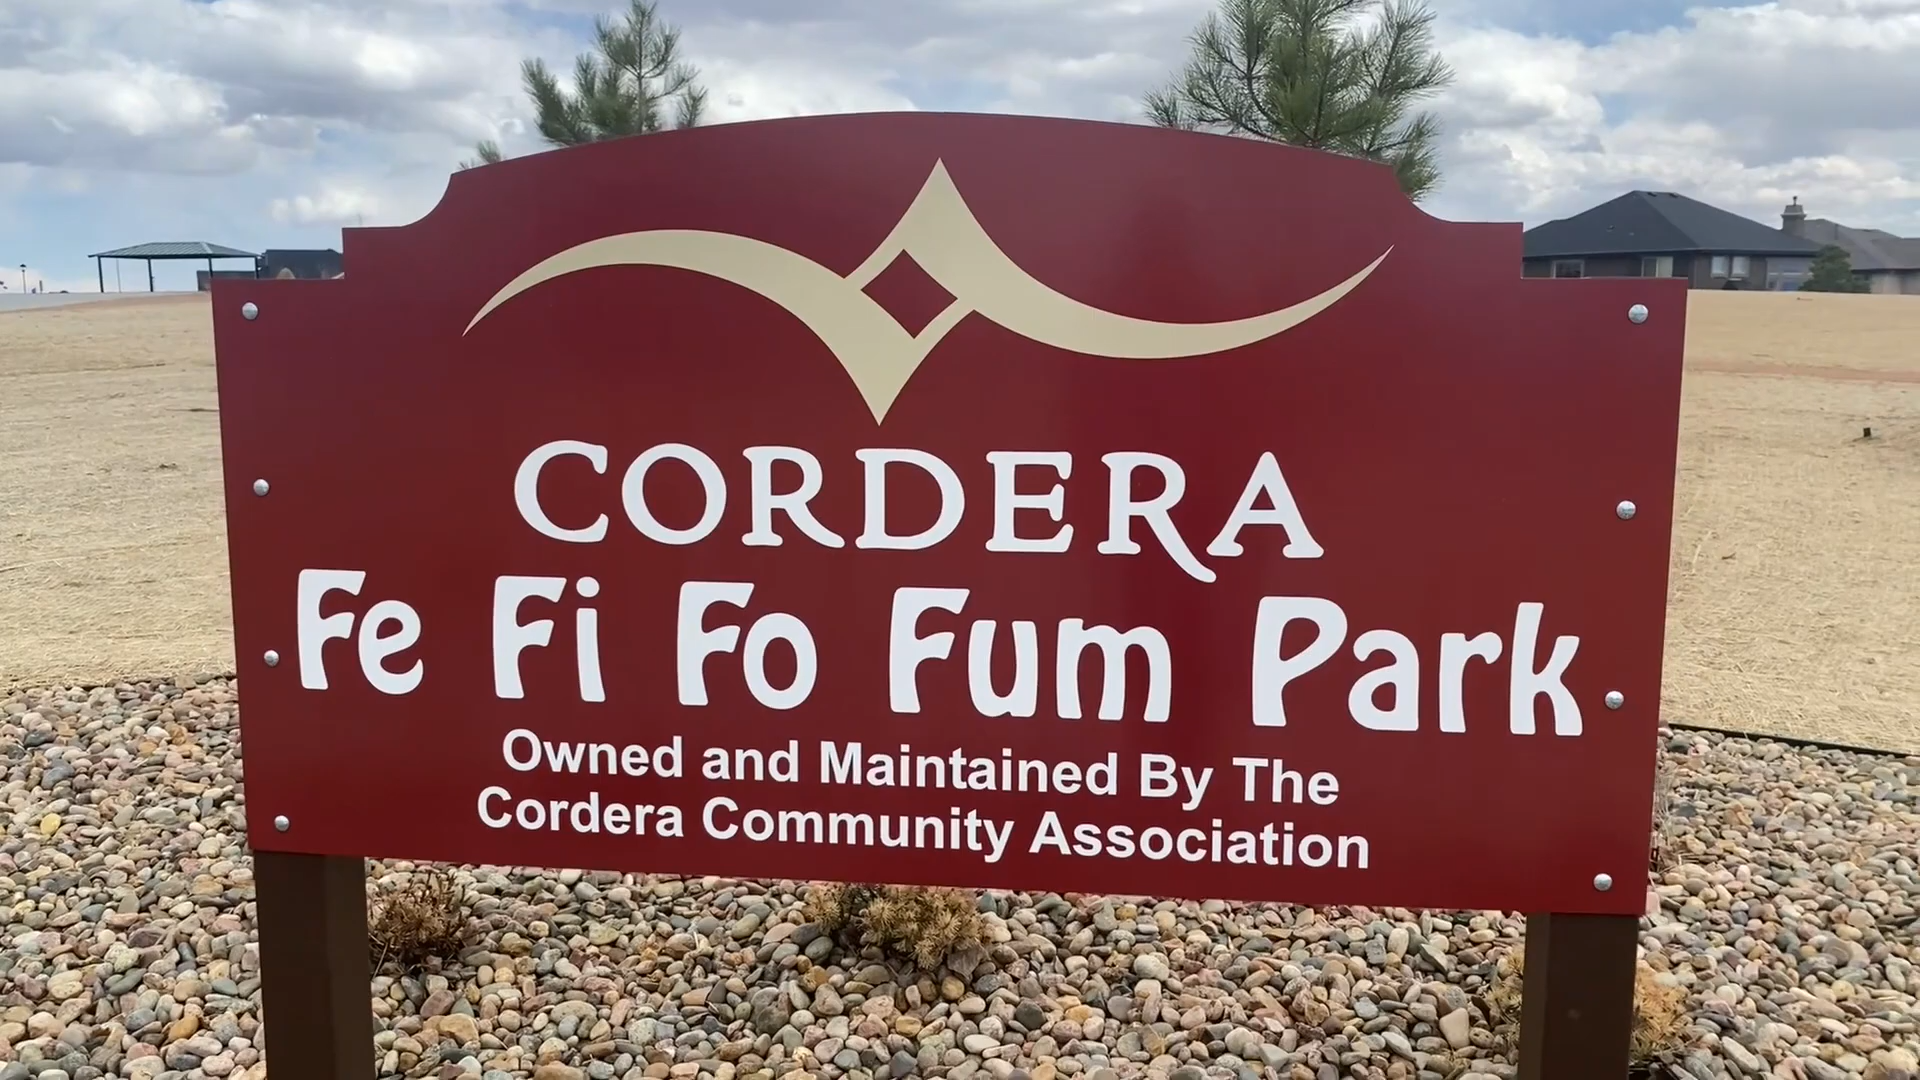 CORDERA
Fe Fi Fo Fum Park
Owned and Maintained By The
Cordera Community Association